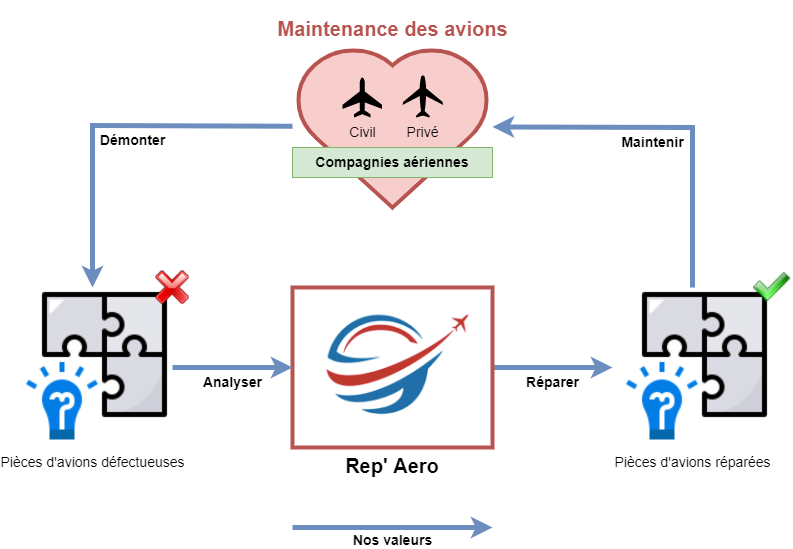 Maintenance des avions
Civil
Privé
Compagnies aériennes
Démonter
Maintenir
Analyser
Réparer
Pièces d'avions défectueuses
Rep' Aero
Pièces d'avions réparées
Nos valeurs